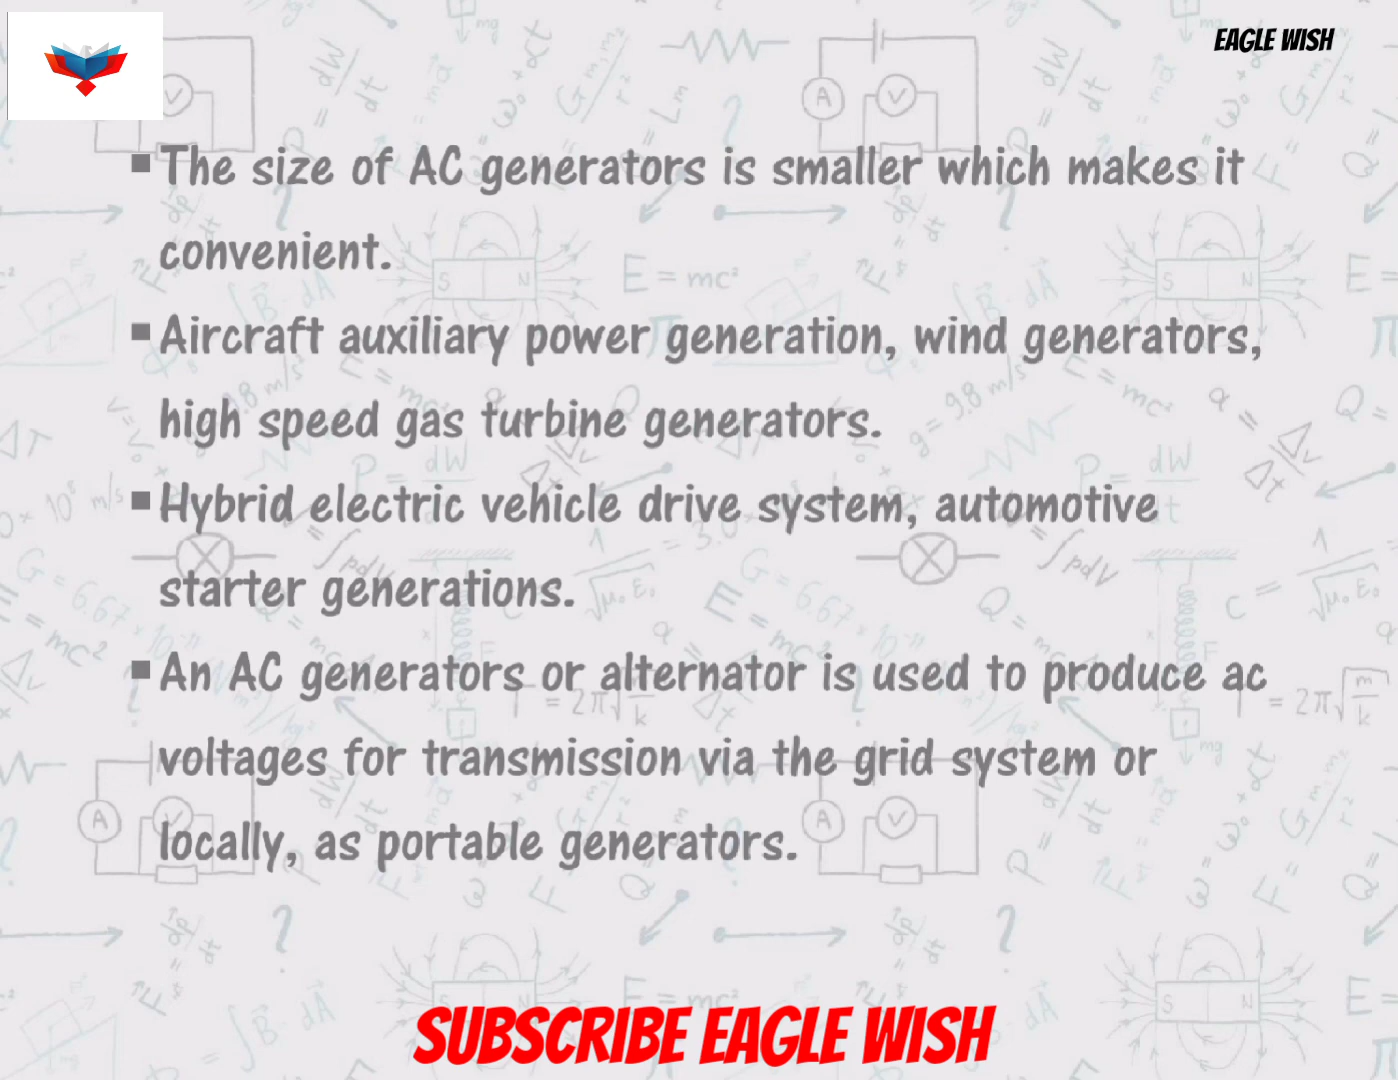 EAGLE WISH
▪The size of AC generators is smaller which makes it
convenient.
▪Aircraft auxiliary power generation, wind generators,
high speed gas turbine generators.
▪Hybrid electric vehicle drive system, automotive
starter generations.
▪An AC generators or alternator is used to produce ac
voltages for transmission via the grid system or
locally, as portable generators.
SUBSCRIBE EAGLE WISH